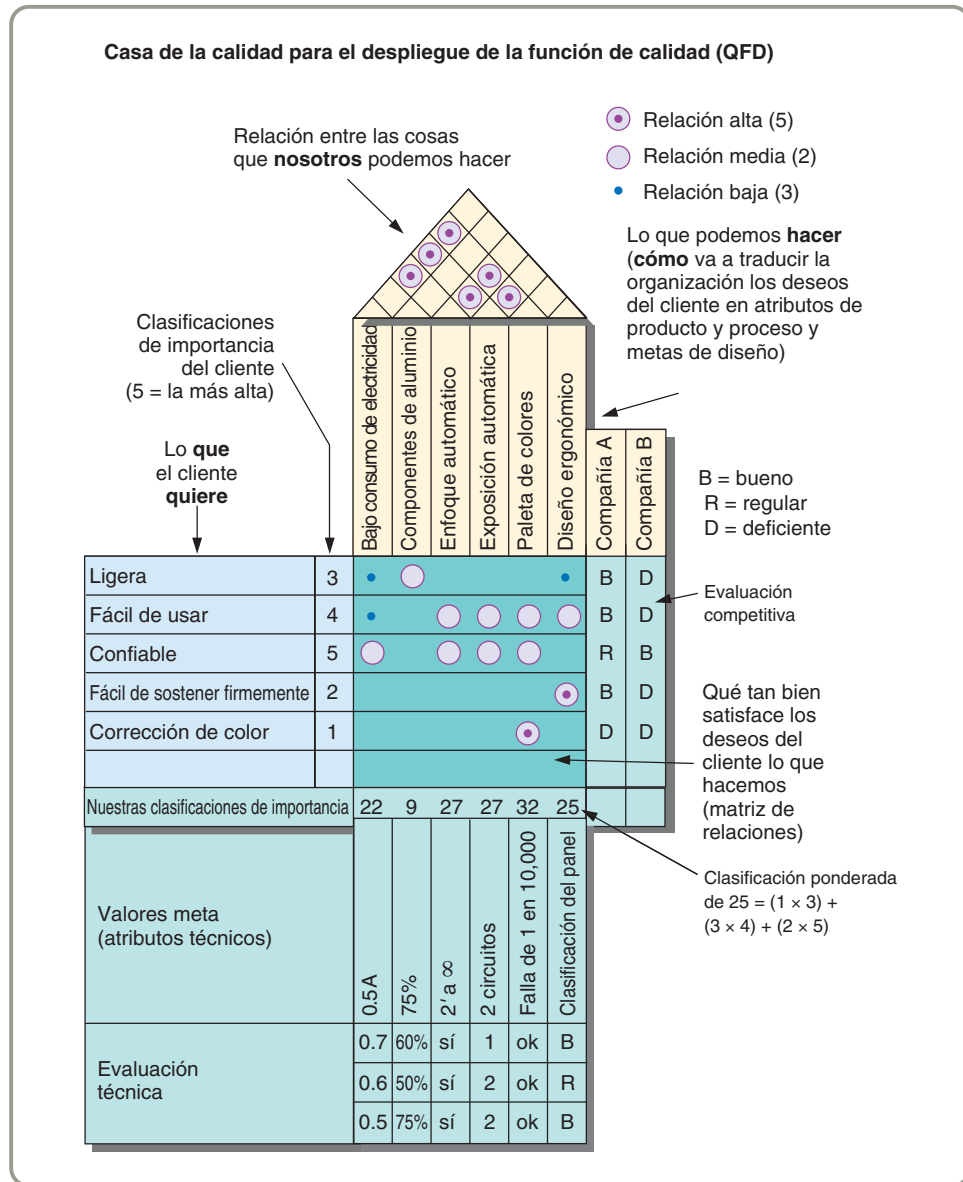 Casa de la calidad para el despliegue de la función de calidad (QFD)
Relación entre las cosas
que nosotros podemos hacer
Relación alta (5)
Relación media (2)
Relación baja (3)
Lo que podemos hacer
(cómo va a traducir la
organización los deseos
del cliente en atributos de
producto y proceso y
metas de diseño)
Clasificaciones
de importancia
del cliente
(5 = la más alta)
Lo que
el cliente
quiere
Bajo consumo de electricidad
Componentes de aluminio
Enfoque automático
Exposición automática
Paleta de colores
Diseño ergonómico
Compañía A
Compañía B
B = bueno
R = regular
D = deficiente
Ligera 3 B D
Fácil de usar 4 B D
Confiable 5 R B
Fácil de sostener firmemente 2 B D
Corrección de color 1 D D
Evaluación
competitiva
Qué tan bien
satisface los
deseos del
cliente lo que
hacemos
(matriz de
relaciones)
Nuestras clasificaciones de importancia 22 9 27 27 32 25
Clasificación ponderada
de 25 = (1 × 3) +
(3 × 4) + (2 × 5)
Valores meta
(atributos técnicos)
0.5 A
75%
2' a ∞
2 circuitos
Falla de 1 en 10,000
Clasificación del panel
Evaluación
técnica
0.7 60% sí 1 ok B
0.6 50% sí 2 ok R
0.5 75% sí 2 ok B